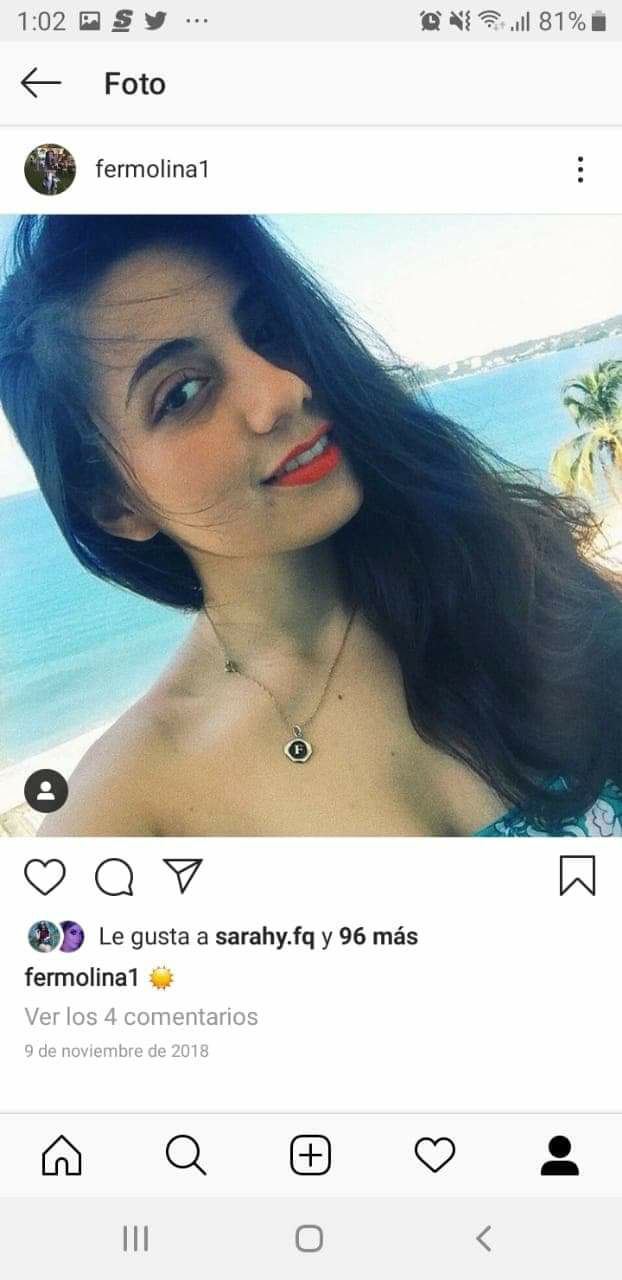 1:02 81%
Foto
fermolina1
F
Le gusta a sarahy.fq y 96 más
fermolina1
Ver los 4 comentarios
9 de noviembre de 2018